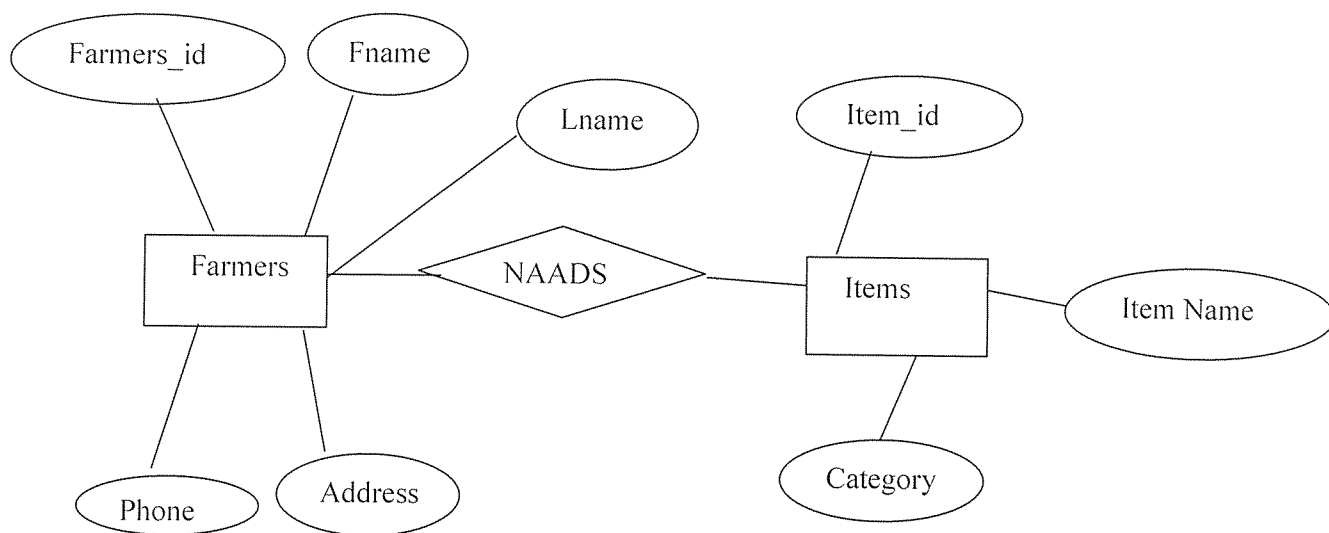 Farmers_id
Fname
Lname
Item_id
Farmers
NAADS
Items
Item Name
Phone
Address
Category